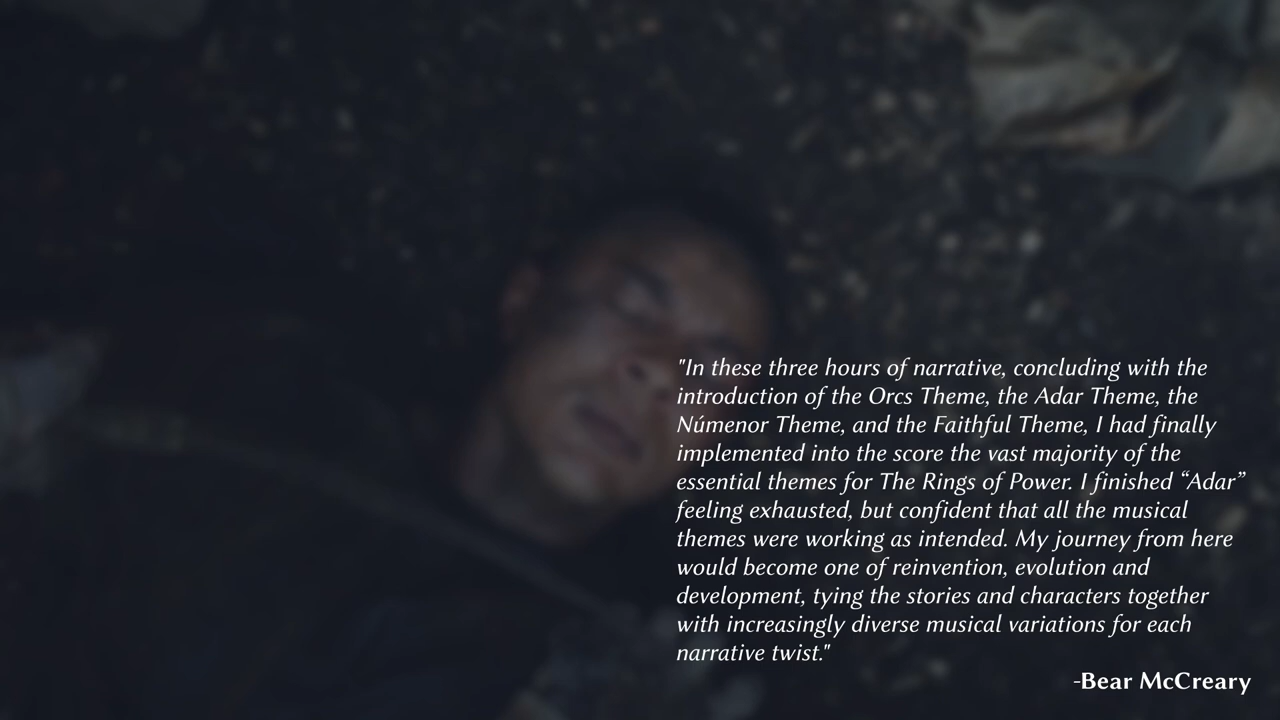 "In these three hours of narrative, concluding with the
introduction of the Orcs Theme, the Adar Theme, the
Númenor Theme, and the Faithful Theme, I had finally
implemented into the score the vast majority of the
essential themes for The Rings of Power. I finished “Adar”
feeling exhausted, but confident that all the musical
themes were working as intended. My journey from here
would become one of reinvention, evolution and
development, tying the stories and characters together
with increasingly diverse musical variations for each
narrative twist."
-Bear McCreary